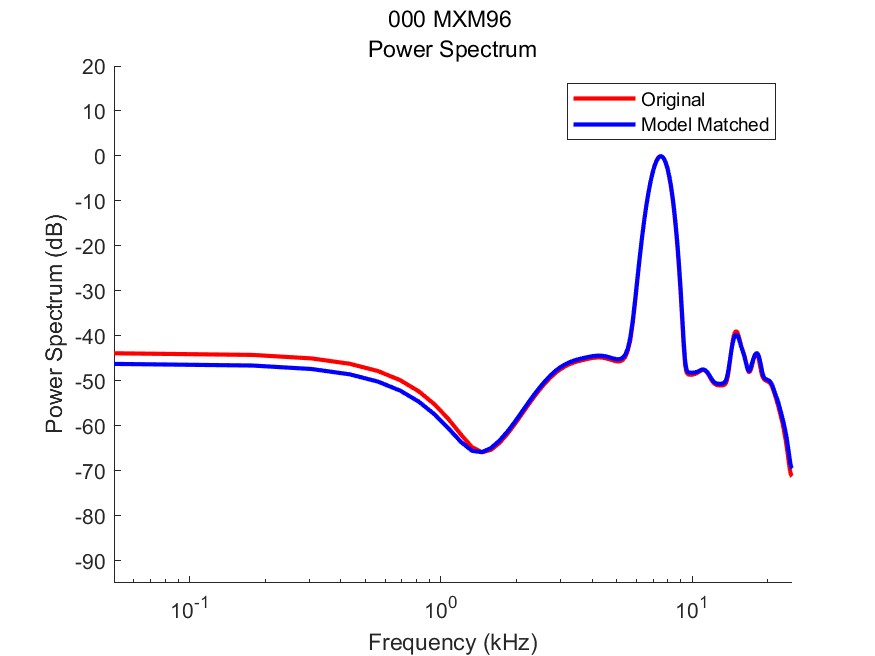 000 MXM96
Power Spectrum
20
10
0
-10
-20
-30
-40
-50
-60
-70
-80
-90
Power Spectrum (dB)
Original
Model Matched
10^-1
10^0
10^1
Frequency (kHz)